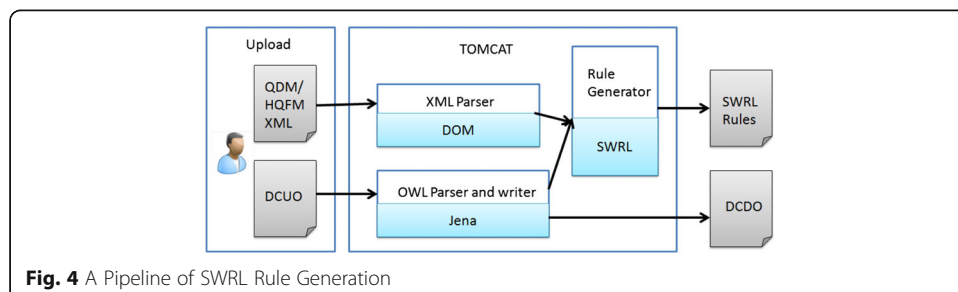 Upload
QDM/
HQFM
XML
DCUO
TOMCAT
XML Parser
DOM
OWL Parser and writer
Jena
Rule
Generator
SWRL
SWRL
Rules
DCDO
Fig. 4 A Pipeline of SWRL Rule Generation